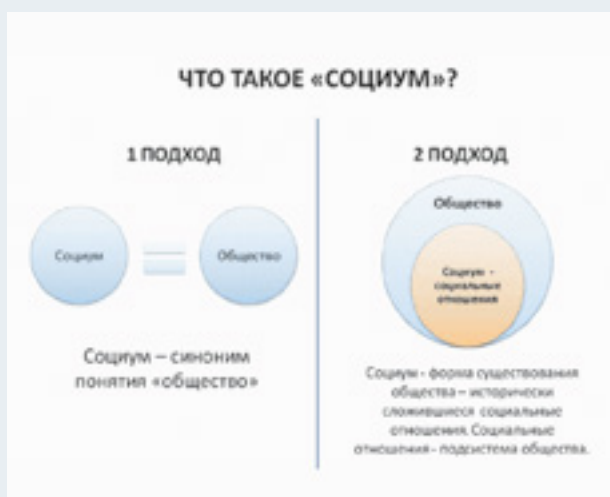 ЧТО ТАКОЕ «СОЦИУМ»?
1 ПОДХОД
Социум
Общество
Социум – синоним
понятия «общество»
2 ПОДХОД
Общество
Социум -
социальные
отношения
Социум - форма существования
общества – исторически
сложившиеся социальные
отношения. Социальные
отношения - подсистема общества.